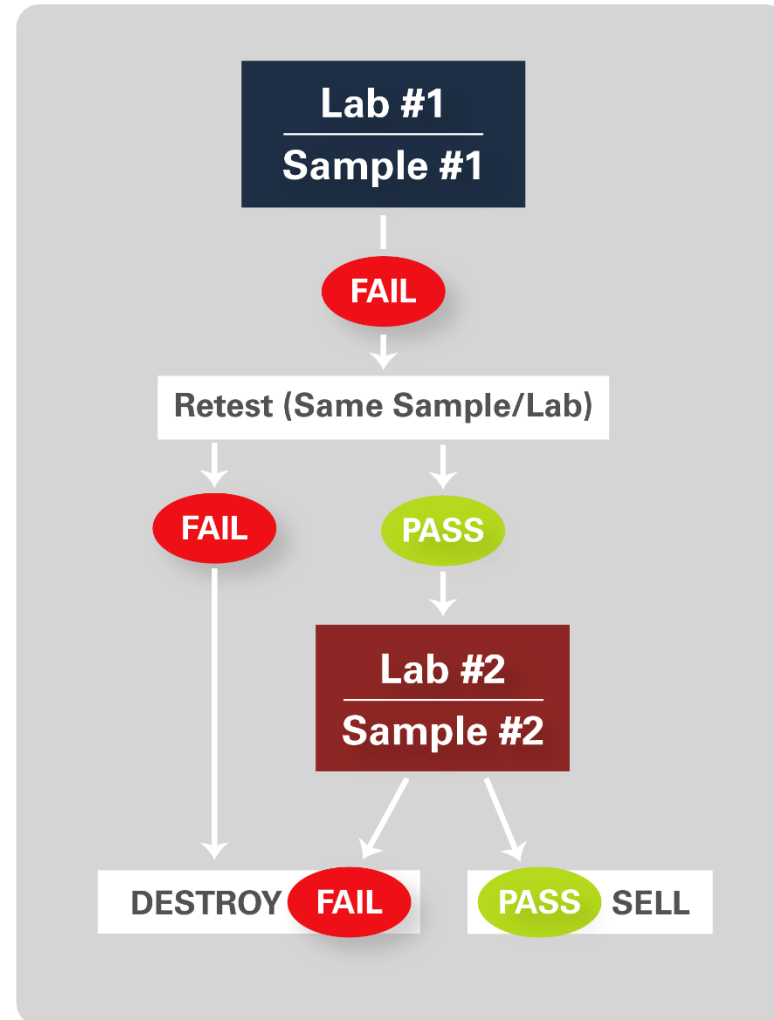 Lab #1
Sample #1
FAIL
Retest (Same Sample/Lab)
FAIL
PASS
Lab #2
Sample #2
DESTROY FAIL
PASS SELL